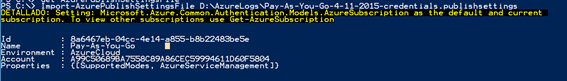 PS C:\> Import-AzurePublishSettingsFile D:\AzureLogs\Pay-As-You-Go-4-11-2015-credentials.publishsettings
DETALLADO: Setting: Microsoft.Azure.Common.Authentication.Models.AzureSubscription as the default and current
subscription. To view other subscriptions use Get-AzureSubscription
Id : 8a6467eb-04cc-4e14-a855-b8b22483be5e
Name : Pay-As-You-Go
Environment : AzureCloud
Account : A99C50689BA7558C89A86CEC59994611D60F5804
Properties : {[SupportedModes, AzureServiceManagement]}